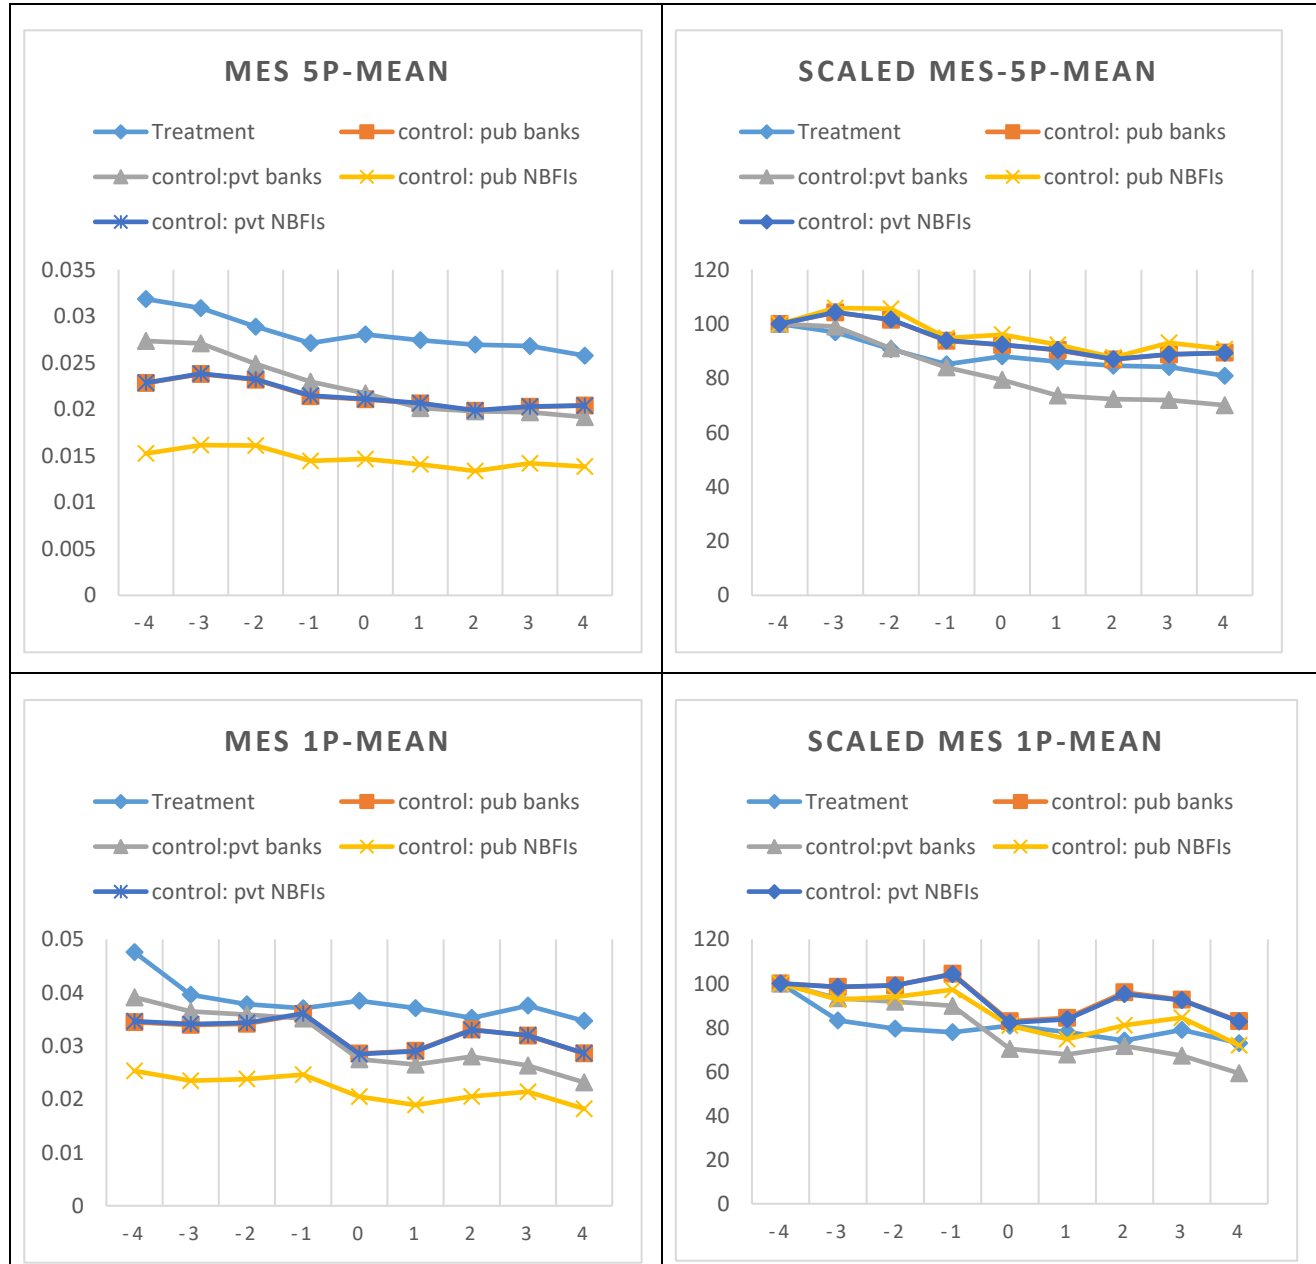 MES 5P-MEAN
Treatment control: pub banks
control:pvt banks control: pub NBFIs
control: pvt NBFIs
0.035
0.03
0.025
0.02
0.015
0.01
0.005
0
-4 -3 -2 -1 0 1 2 3 4
SCALED MES-5P-MEAN
Treatment control: pub banks
control:pvt banks control: pub NBFIs
control: pvt NBFIs
120
100
80
60
40
20
0
-4 -3 -2 -1 0 1 2 3 4
MES 1P-MEAN
Treatment control: pub banks
control:pvt banks control: pub NBFIs
control: pvt NBFIs
0.05
0.04
0.03
0.02
0.01
0
-4 -3 -2 -1 0 1 2 3 4
SCALED MES 1P-MEAN
Treatment control: pub banks
control:pvt banks control: pub NBFIs
control: pvt NBFIs
120
100
80
60
40
20
0
-4 -3 -2 -1 0 1 2 3 4